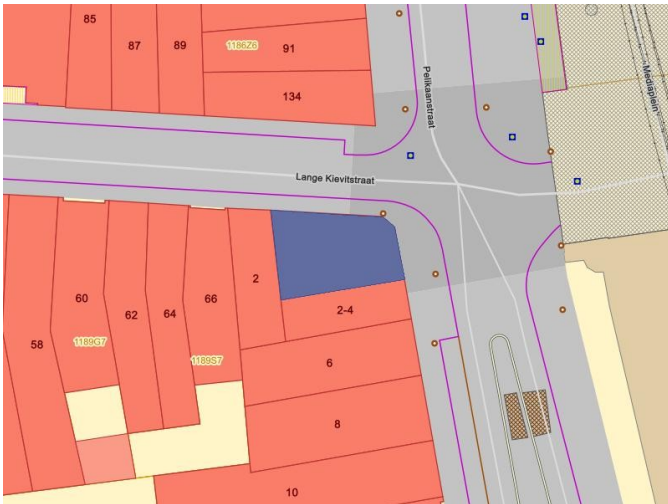 85
87
89
1186Z6
91
134
Pelikaanstraat
Mediaplein
Lange Kievitstraat
58
60
62
64
66
2
2-4
1189G7
1189S7
6
8
10